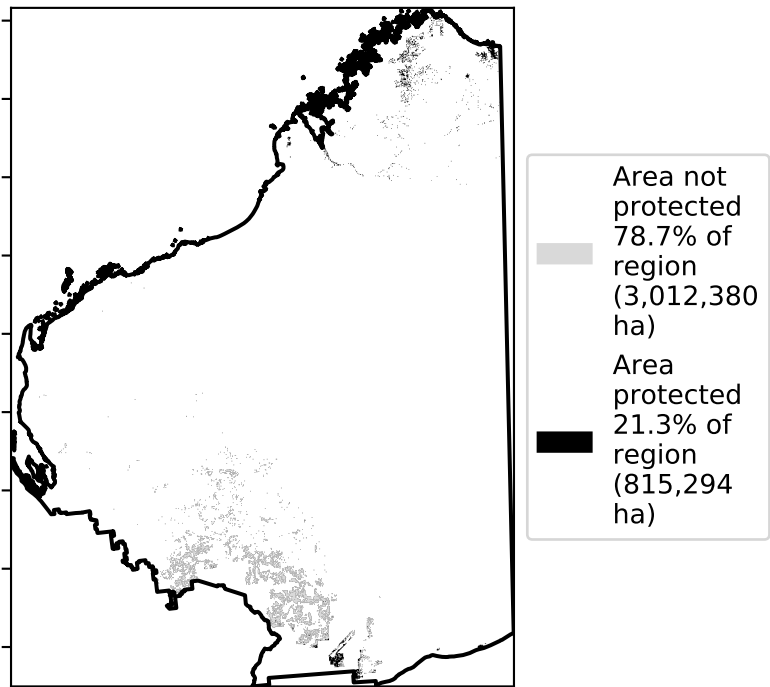 Area not
protected
78.7% of
region
(3,012,380
ha)
Area
protected
21.3% of
region
(815,294
ha)